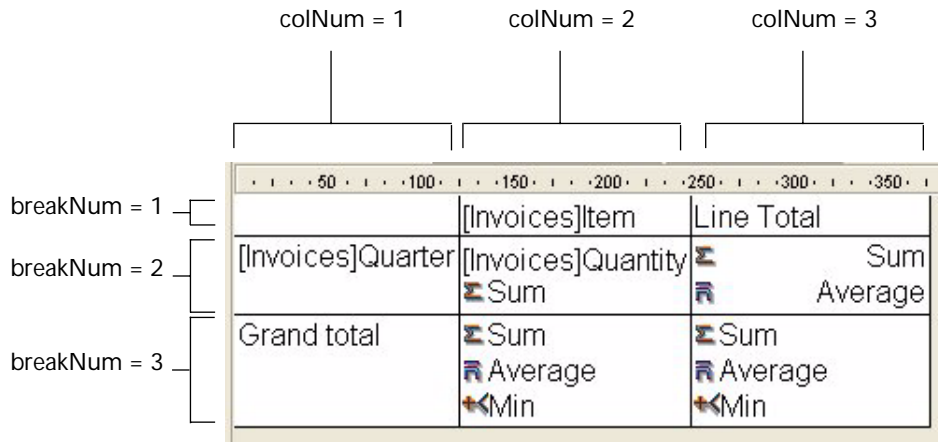 colNum = 1 colNum = 2 colNum = 3
50 100 150 200 250 300 350
breakNum = 1
[Invoices]Item Line Total
breakNum = 2
[Invoices]Quarter [Invoices]Quantity Σ Sum
Σ Sum n Average
breakNum = 3
Grand total Σ Sum Σ Sum
n Average n Average
Min Min